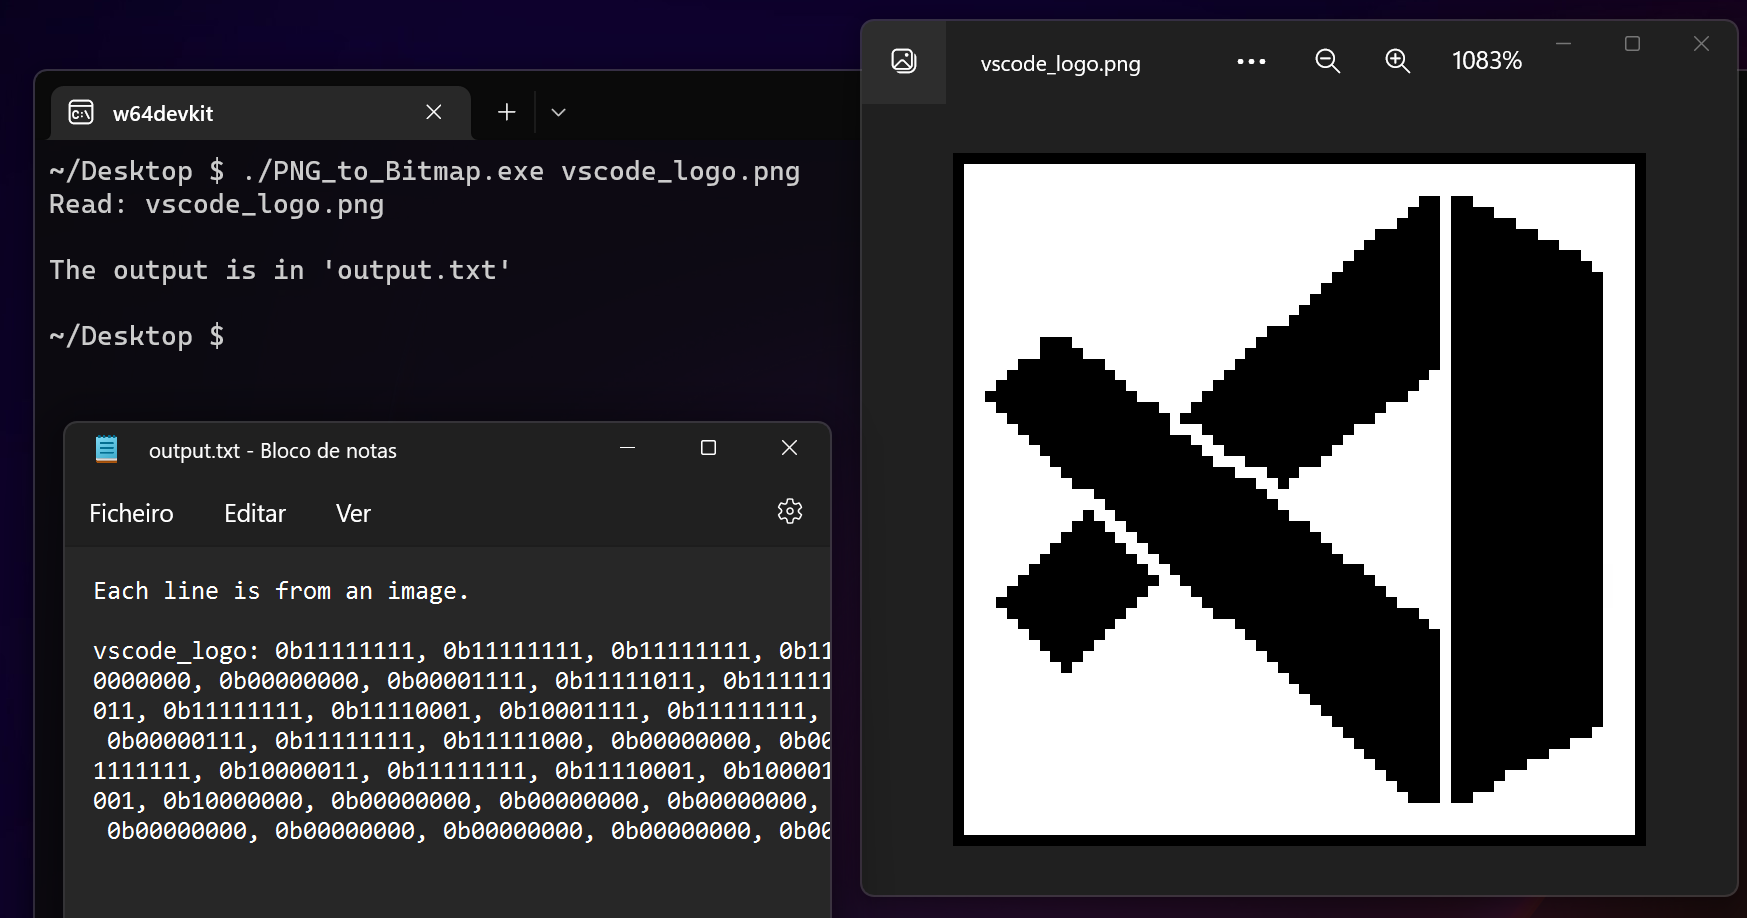 w64devkit
~/Desktop $ ./PNG_to_Bitmap.exe vscode_logo.png
Read: vscode_logo.png
The output is in 'output.txt'
~/Desktop $
output.txt - Bloco de notas
Ficheiro Editar Ver
Each line is from an image.
vscode_logo: 0b11111111, 0b11111111, 0b11111111, 0b11
0000000, 0b00000000, 0b00001111, 0b11111011, 0b111111
011, 0b11111111, 0b11110001, 0b10001111, 0b11111111,
0b00000111, 0b11111111, 0b11111000, 0b00000000, 0b00
1111111, 0b10000011, 0b11111111, 0b11110001, 0b100001
001, 0b10000000, 0b00000000, 0b00000000, 0b00000000,
0b00000000, 0b00000000, 0b00000000, 0b00000000, 0b00
vscode_logo.png
1083%